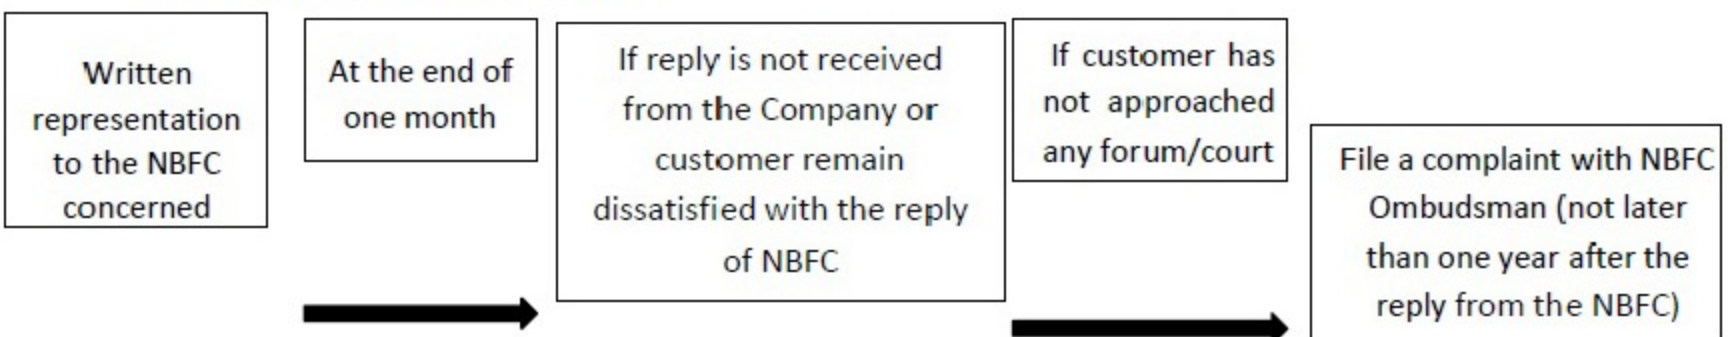 Written
representation
to the NBFC
concerned
At the end of
one month
If reply is not received
from the Company or
customer remain
dissatisfied with the reply
of NBFC
If customer has
not approached
any forum/court
File a complaint with NBFC
Ombudsman (not later
than one year after the
reply from the NBFC)